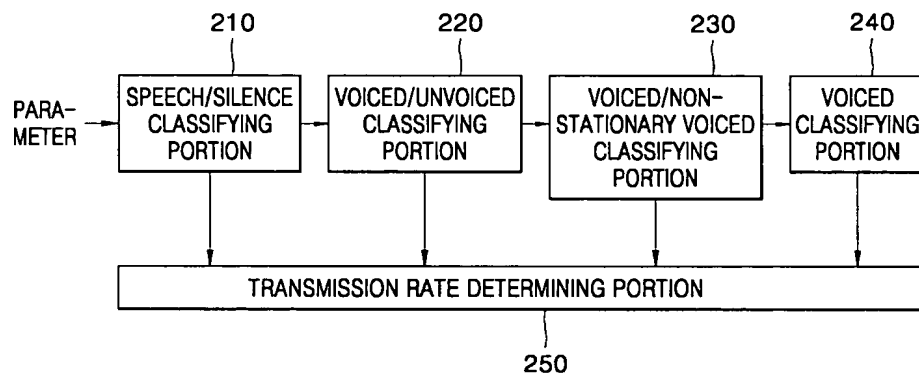 210
220
230
240
PARA-
METER
SPEECH/SILENCE
CLASSIFYING
PORTION
VOICED/UNVOICED
CLASSIFYING
PORTION
VOICED/NON-
STATIONARY VOICED
CLASSIFYING
PORTION
VOICED
CLASSIFYING
PORTION
TRANSMISSION RATE DETERMINING PORTION
250